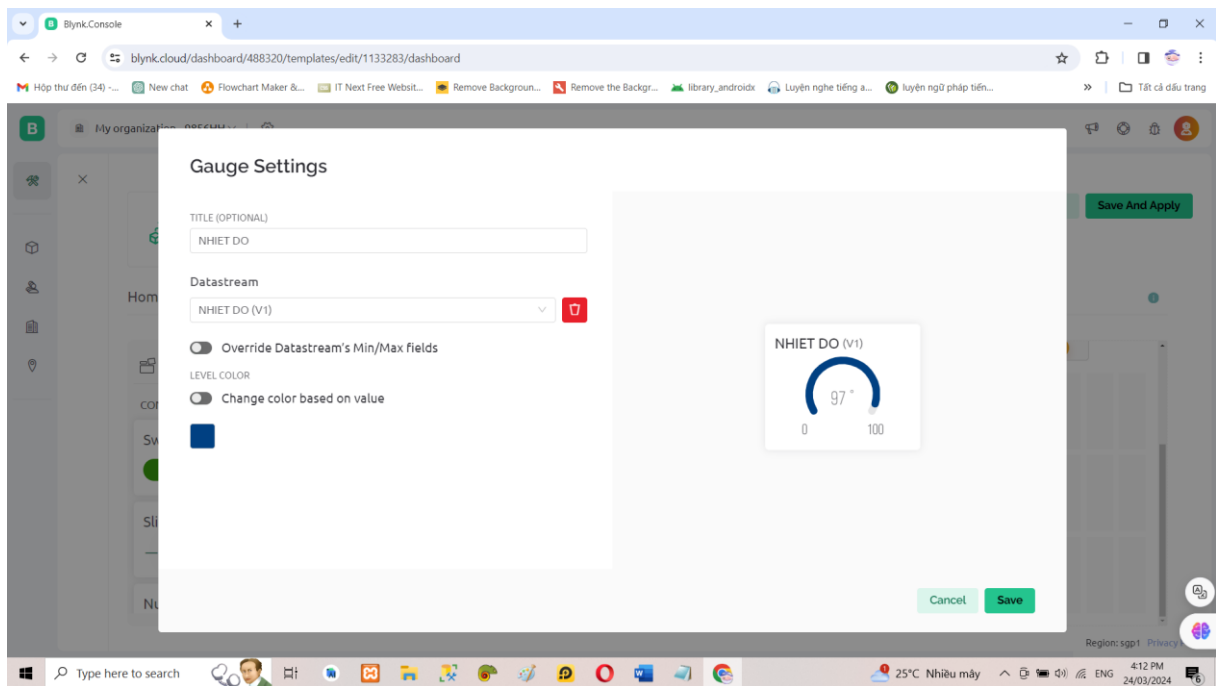 Blynk.Console
blynk.cloud/dashboard/488320/templates/edit/1133283/dashboard
Hộp thư đến (34) -... New chat Flowchart Maker &... IT Next Free Websit... Remove Backgroun... Remove the Backgr... library_androidx Luyện nghe tiếng a... luyện ngữ pháp tiến... » Tất cả dấu trang
B My organization
Gauge Settings
Save And Apply
TITLE (OPTIONAL)
NHIET DO
Datastream
Hom
NHIET DO (V1)
NHIET DO (V1)
Override Datastream's Min/Max fields
LEVEL COLOR
Change color based on value
97 °
0 100
Sli
Cancel Save
Region: sgp1 Privacy
Type here to search
25°C Nhiều mây
ENG
4:12 PM
24/03/2024
6